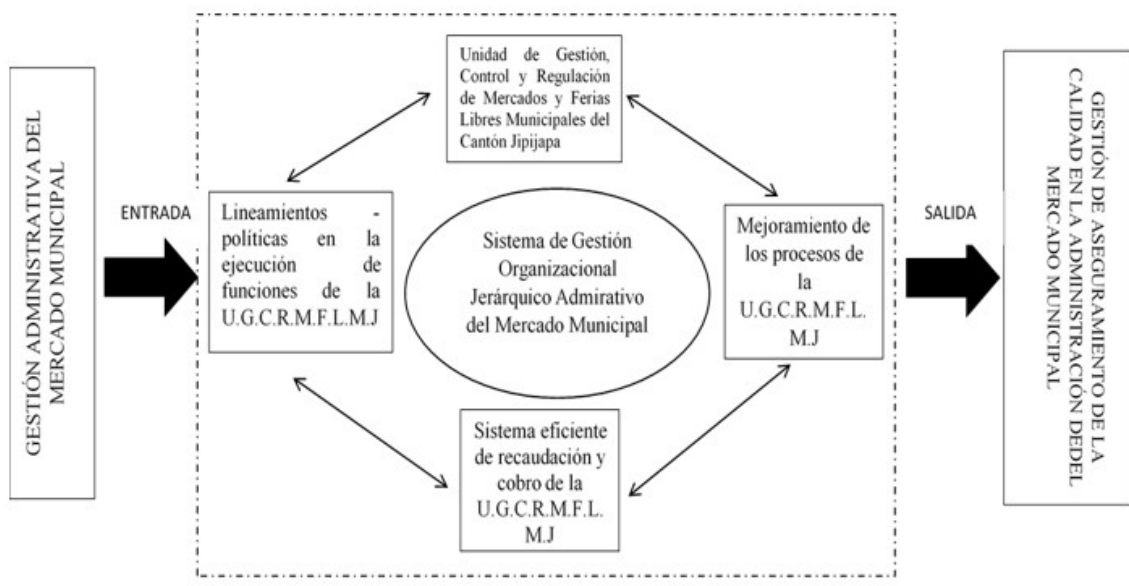 GESTIÓN ADMINISTRATIVA DEL
MERCADO MUNICIPAL
ENTRADA
Unidad de Gestión,
Control y Regulación
de Mercados y Ferias
Libres Municipales del
Cantón Jipijapa
Lineamientos -
políticas en la
ejecución de
funciones de la
U.G.C.R.M.F.L.M.J
Sistema de Gestión
Organizacional
Jerárquico Admirativo
del Mercado Municipal
Mejoramiento de
los procesos de
la
U.G.C.R.M.F.L.
M.J
Sistema eficiente
de recaudación y
cobro de la
U.G.C.R.M.F.L.
M.J
SALIDA
GESTIÓN DE ASEGURAMIENTO DE LA
CALIDAD EN LA ADMINISTRACIÓN DEDEL
MERCADO MUNICIPAL